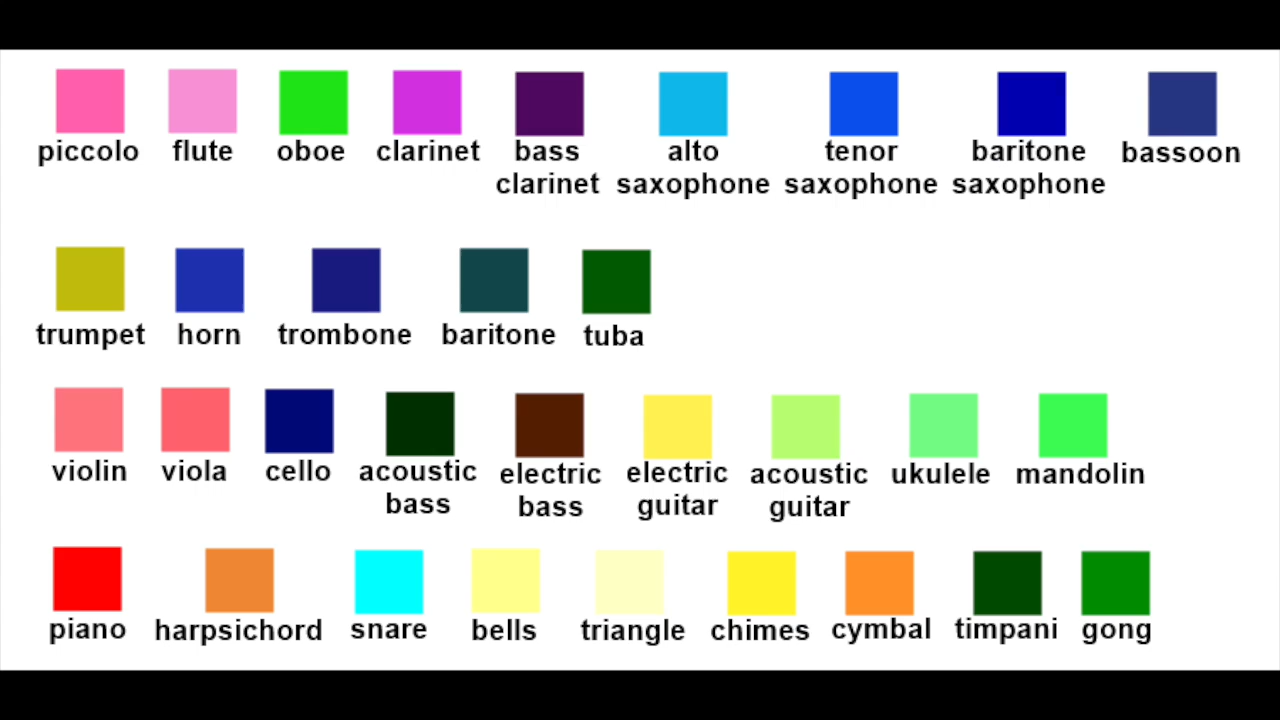 piccolo flute oboe clarinet bass clarinet alto saxophone tenor saxophone baritone saxophone bassoon
trumpet horn trombone baritone tuba
violin viola cello acoustic bass electric bass electric guitar acoustic guitar ukulele mandolin
piano harpsichord snare bells triangle chimes cymbal timpani gong